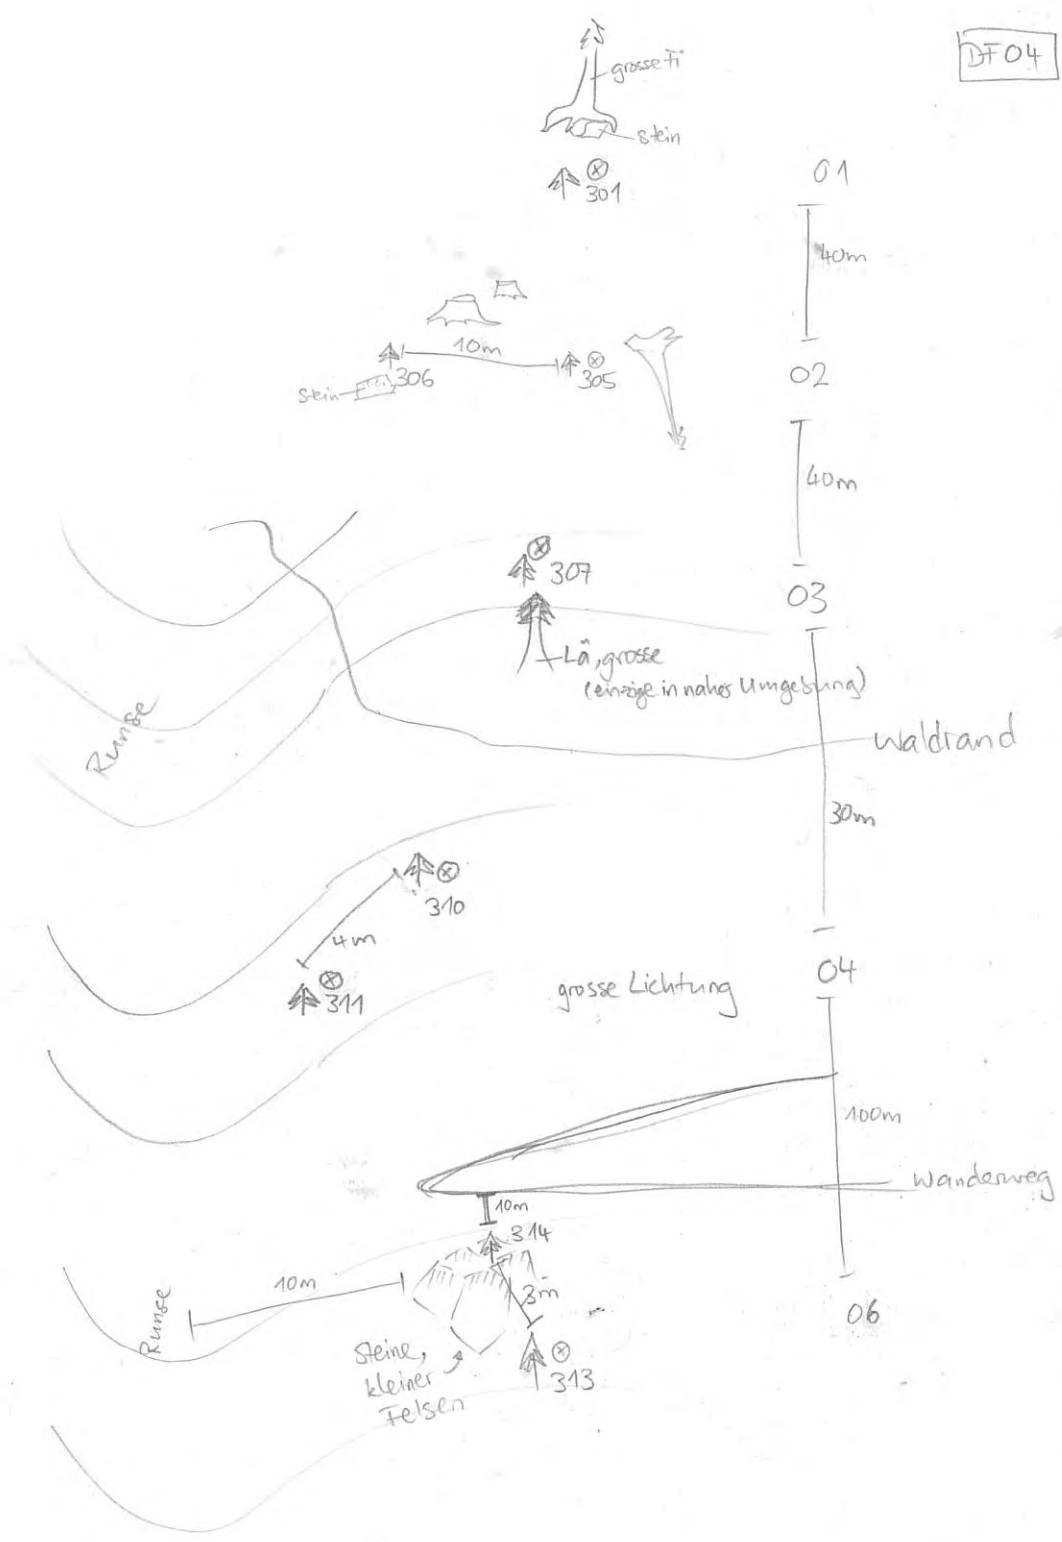 DF04
grosse Fi
stein
301
01
40m
10m
306
305
stein
02
40m
307
03
Lä, grosse
(einzige in naher Umgebung)
Runse
Waldrand
30m
310
4m
311
04
grosse Lichtung
100m
Wanderweg
10m
314
10m
3m
Runse
06
Steine,
kleiner
Felsen
313